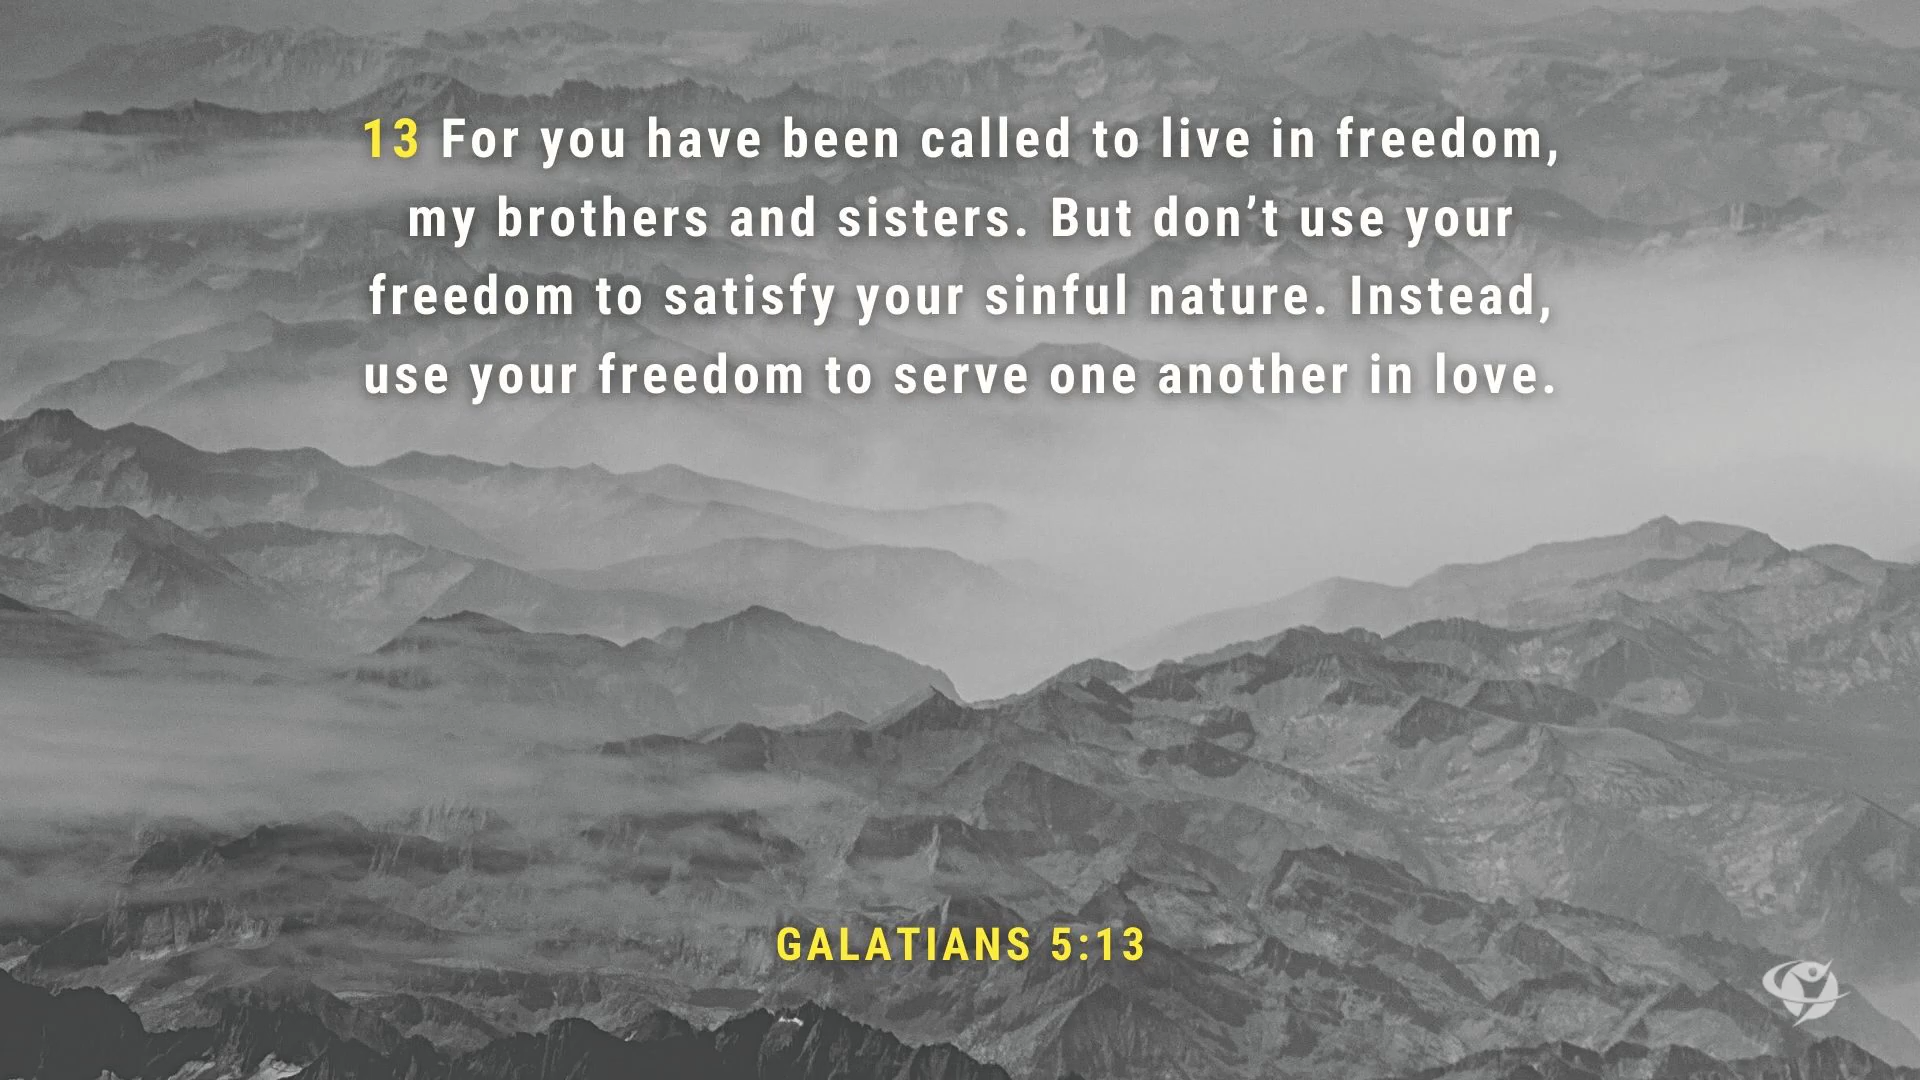 13 For you have been called to live in freedom,
my brothers and sisters. But don’t use your
freedom to satisfy your sinful nature. Instead,
use your freedom to serve one another in love.
GALATIANS 5:13